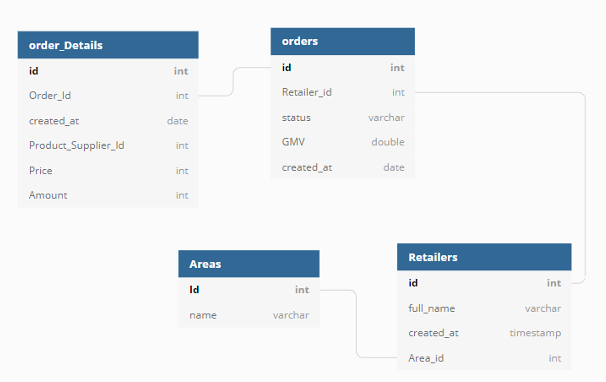 order_Details
id int
Order_Id int
created_at date
Product_Supplier_Id int
Price int
Amount int
orders
id int
Retailer_id int
status varchar
GMV double
created_at date
Areas
Id int
name varchar
Retailers
id int
full_name varchar
created_at timestamp
Area_id int